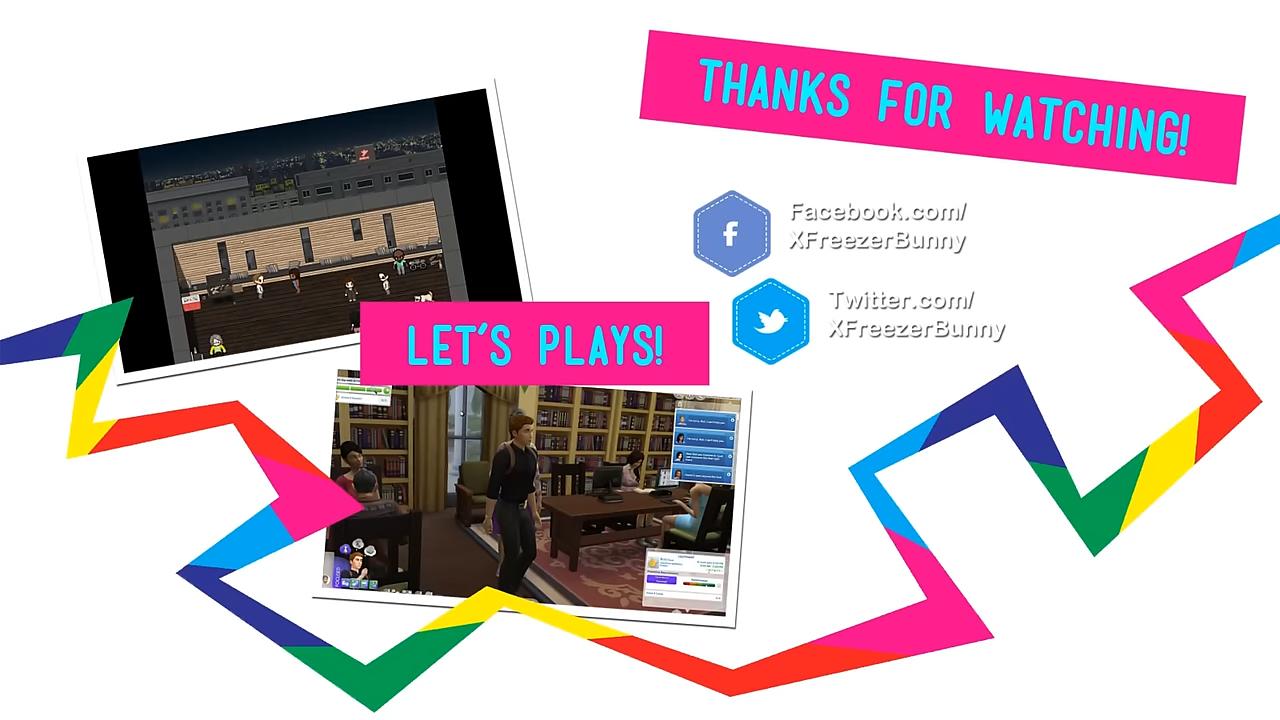 THANKS FOR WATCHING!
Facebook.com/
XFreezerBunny
Twitter.com/
XFreezerBunny
LET'S PLAYS!